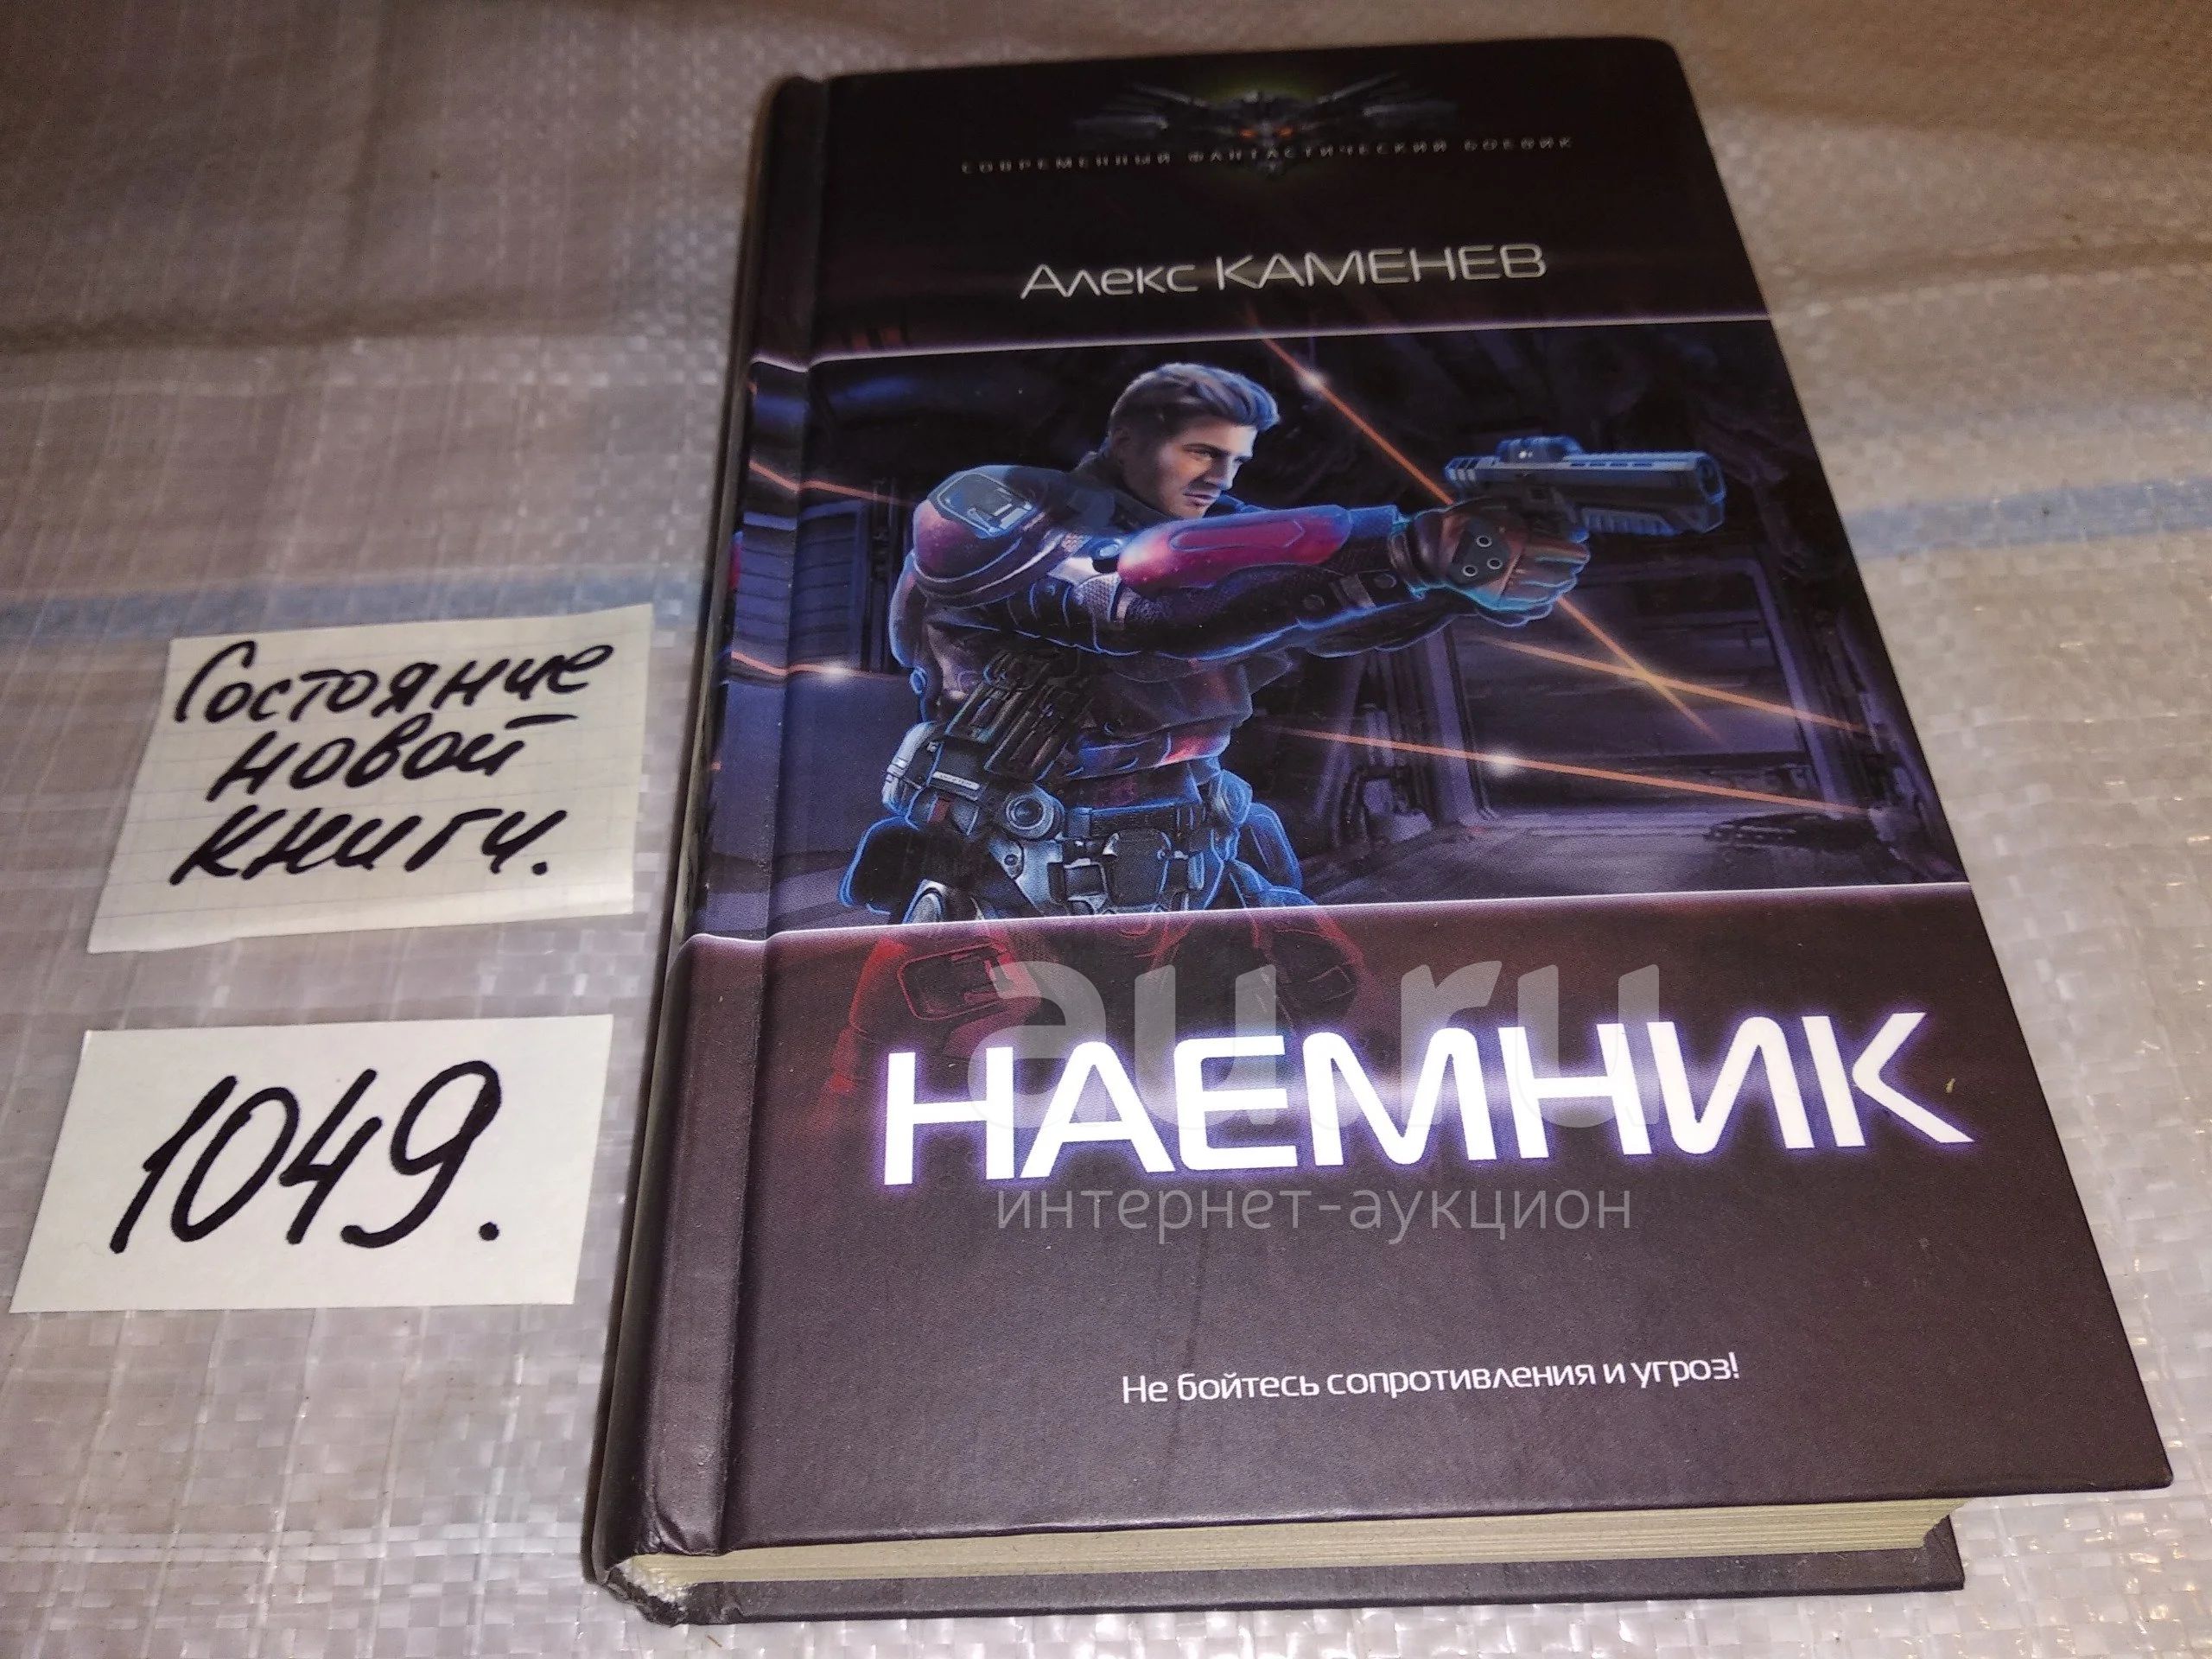 СОВРЕМЕННЫЙ ФАНТАСТИЧЕСКИЙ БОЕВИК
Алекс КАМЕНЕВ
Состояние
новой
книги.
1049.
au.ru
НАЕМНИК
интернет-аукцион
Не бойтесь сопротивления и угроз!